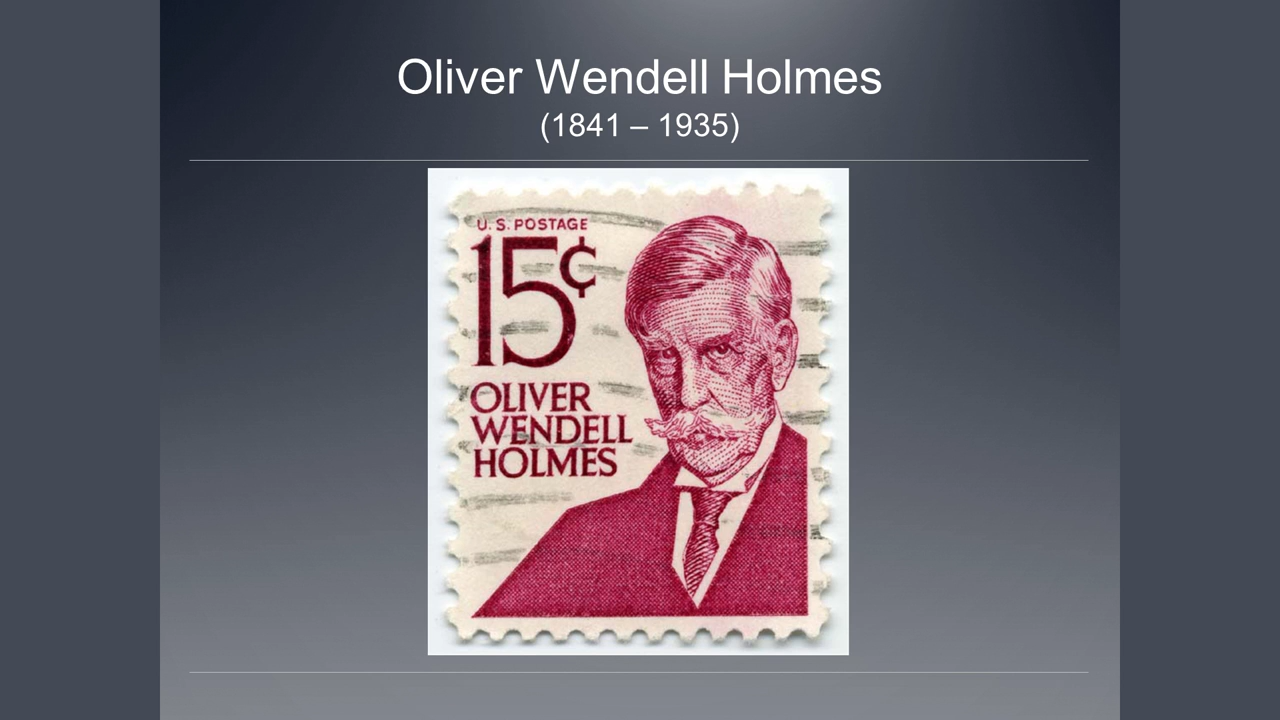 Oliver Wendell Holmes
(1841 – 1935)
U.S. POSTAGE
15¢
OLIVER
WENDELL
HOLMES